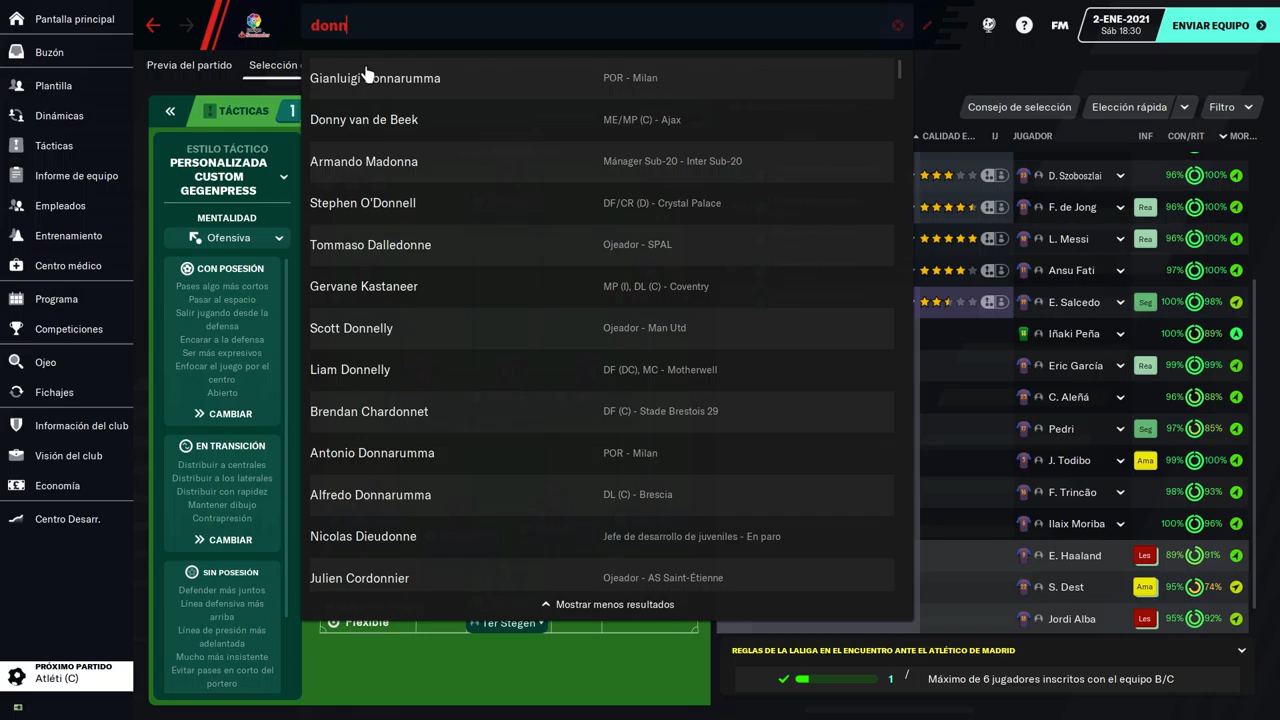 Pantalla principal
Buzón
Plantilla
Dinámicas
Tácticas
Informe de equipo
Empleados
Entrenamiento
Centro médico
Programa
Competiciones
Ojeo
Fichajes
Información del club
Visión del club
Economía
Centro Desarr.
PRÓXIMO PARTIDO
Atléti (C)
donn
FM
2-ENE-2021
Sáb 18:30
ENVIAR EQUIPO
Previa del partido
Selección
TÁCTICAS 1
ESTILO TÁCTICO
PERSONALIZADA
CUSTOM
GEGENPRESS
MENTALIDAD
Ofensiva
CON POSESIÓN
Pases algo más cortos
Pasar al espacio
Salir jugando desde la
defensa
Encarar a la defensa
Ser más expresivos
Enfocar el juego por el
centro
Abierto
CAMBIAR
EN TRANSICIÓN
Distribuir a centrales
Distribuir a los laterales
Distribuir con rapidez
Mantener dibujo
Contrapresión
CAMBIAR
SIN POSESIÓN
Defender más juntos
Línea defensiva más
arriba
Línea de presión más
adelantada
Mucho más insistente
Evitar pases en corto del
portero
Gianluigi Donnarumma POR - Milan
Donny van de Beek ME/MP (C) - Ajax
Armando Madonna Mánager Sub-20 - Inter Sub-20
Stephen O'Donnell DF/CR (D) - Crystal Palace
Tommaso Dalledonne Ojeador - SPAL
Gervane Kastaneer MP (I), DL (C) - Coventry
Scott Donnelly Ojeador - Man Utd
Liam Donnelly DF (DC), MC - Motherwell
Brendan Chardonnet DF (C) - Stade Brestois 29
Antonio Donnarumma POR - Milan
Alfredo Donnarumma DL (C) - Brescia
Nicolas Dieudonne Jefe de desarrollo de juveniles - En paro
Julien Cordonnier Ojeador - AS Saint-Étienne
Mostrar menos resultados
Flexible
Ter Stegen
Consejo de selección
Elección rápida
Filtro
CALIDAD E... IJ JUGADOR INF CON/RIT MOR...
D. Szoboszlai 96% 100%
F. de Jong Rea 96% 100%
L. Messi Rea 96% 100%
Ansu Fati 97% 100%
E. Salcedo Seg 100% 98%
Iñaki Peña 100% 89%
Eric García Rea 99% 99%
C. Aleñá 96% 88%
Pedri Seg 97% 85%
J. Todibo Ama 99% 100%
F. Trincão 98% 93%
Ilaix Moriba 100% 96%
E. Haaland Les 89% 91%
S. Dest Ama 95% 74%
Jordi Alba Les 95% 92%
REGLAS DE LA LALIGA EN EL ENCUENTRO ANTE EL ATLÉTICO DE MADRID
1 / Máximo de 6 jugadores inscritos con el equipo B/C